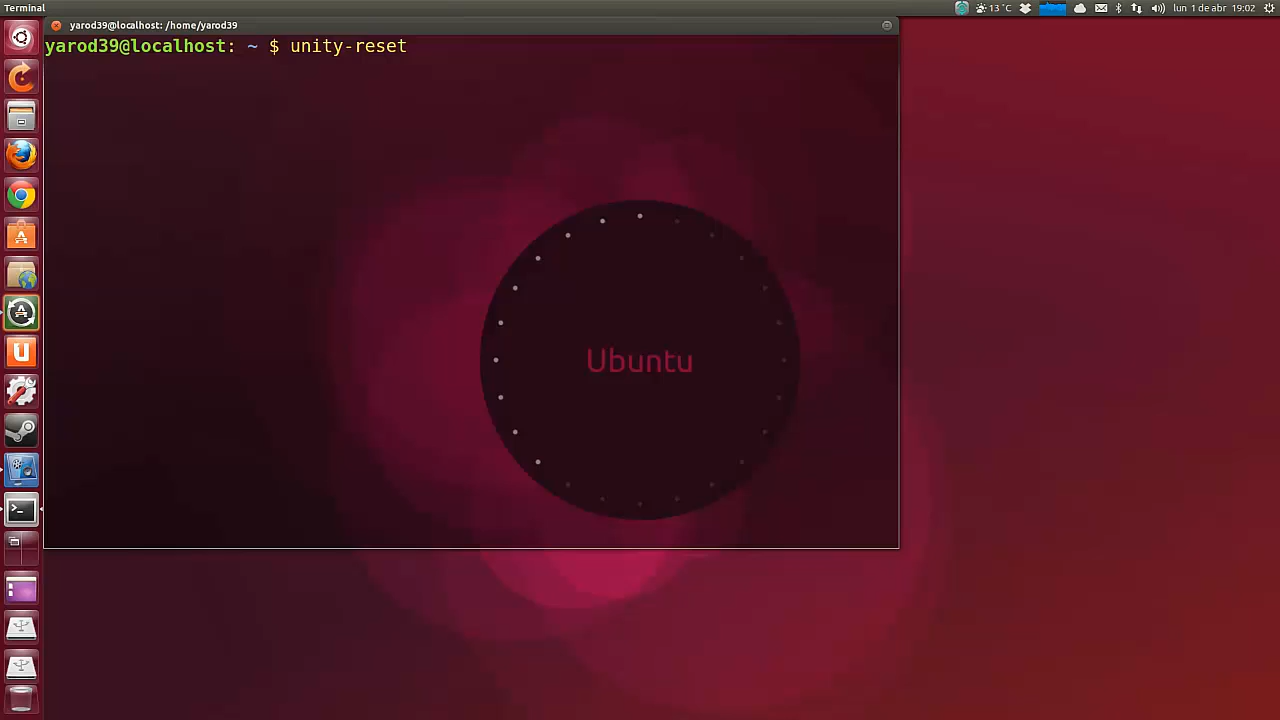 Terminal
13°C
lun 1 de abr
19:02
yarod39@localhost: /home/yarod39
yarod39@localhost: ~ $ unity-reset
Ubuntu